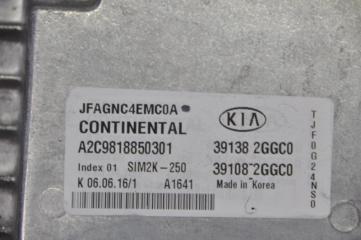 JFAGNC4EMC0A
KIA
CONTINENTAL
A2C9818850301 39138 2GGC0
Index 01 SIM2K-250 39108 2GGC0
K 06.06.16/1 A1641 Made in Korea
TJF0G24NS0